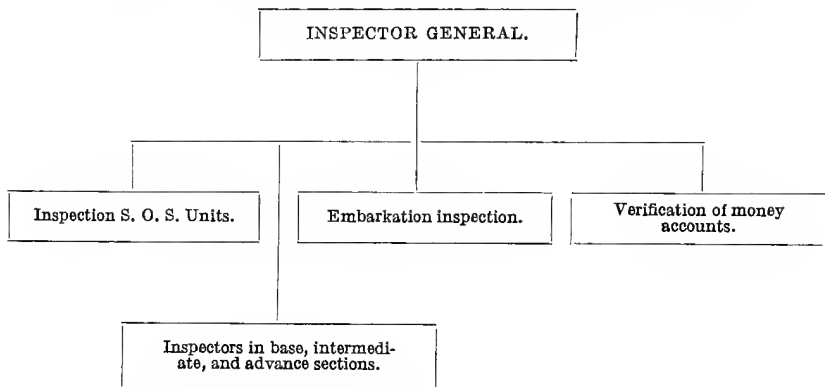 INSPECTOR GENERAL.
Inspection S. O. S. Units.
Embarkation inspection.
Verification of money
accounts.
Inspectors in base, intermedi-
ate, and advance sections.